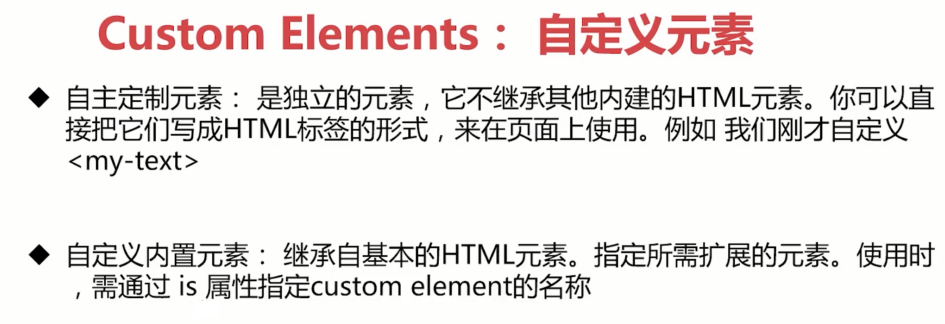 Custom Elements： 自定义元素
◆ 自主定制元素： 是独立的元素，它不继承其他内建的HTML元素。你可以直
接把它们写成HTML标签的形式，来在页面上使用。例如 我们刚才自定义
<my-text>
◆ 自定义内置元素： 继承自基本的HTML元素。指定所需扩展的元素。使用时
，需通过 is 属性指定custom element的名称